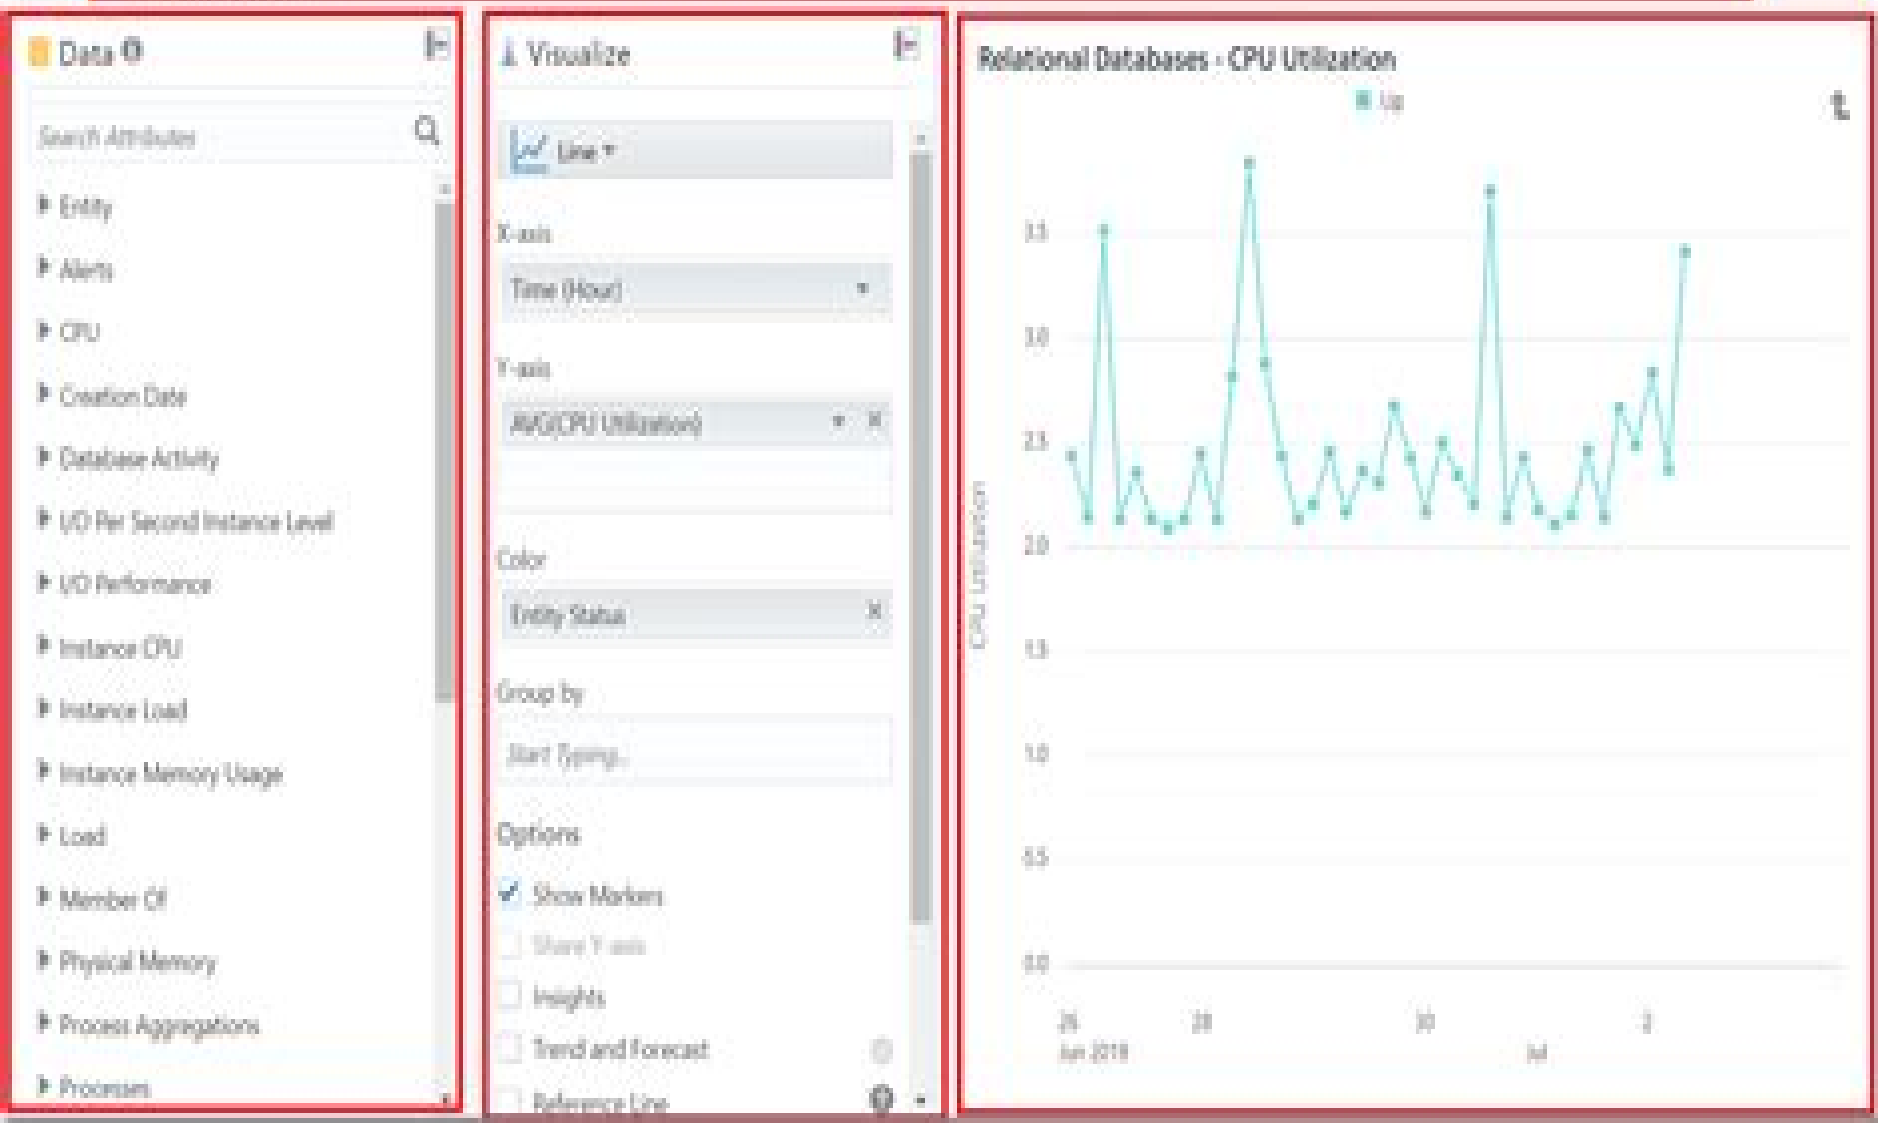 Data
Search Attributes
Entity
Alerts
CPU
Creation Date
Database Activity
I/O Per Second Instance Level
I/O Performance
Instance CPU
Instance Load
Instance Memory Usage
Load
Member Of
Physical Memory
Process Aggregations
Processes
Visualize
Line
X-axis
Time (Hour)
Y-axis
AVG(CPU Utilization)
Color
Entity Status
Group by
Start Typing...
Options
Show Markers
Share Y-axis
Insights
Trend and Forecast
Reference Line
Relational Databases - CPU Utilization
Up
CPU Utilization
3.5
3.0
2.5
2.0
1.5
1.0
0.5
0.0
26 28 30 2
Jun 2018 Jul